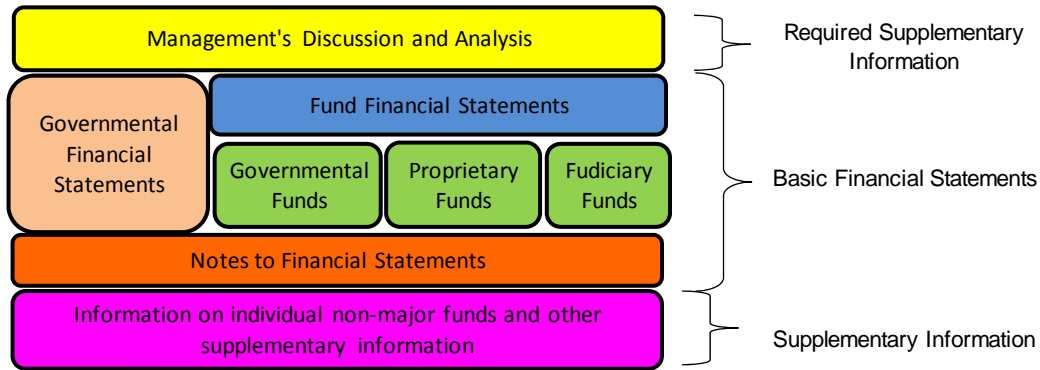 Management's Discussion and Analysis
Required Supplementary
Information
Governmental
Financial
Statements
Fund Financial Statements
Governmental
Funds
Proprietary
Funds
Fudiciary
Funds
Basic Financial Statements
Notes to Financial Statements
Information on individual non-major funds and other
supplementary information
Supplementary Information